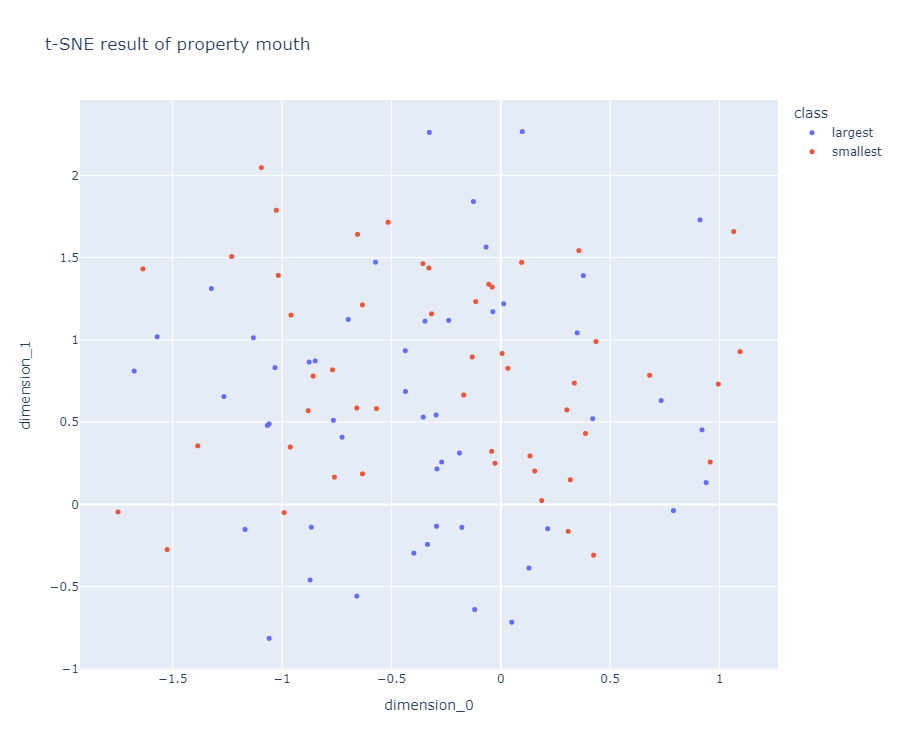 t-SNE result of property mouth
class
largest
smallest
2
1.5
1
0.5
0
−0.5
−1
dimension_1
−1.5
−1
−0.5
0
0.5
1
dimension_0